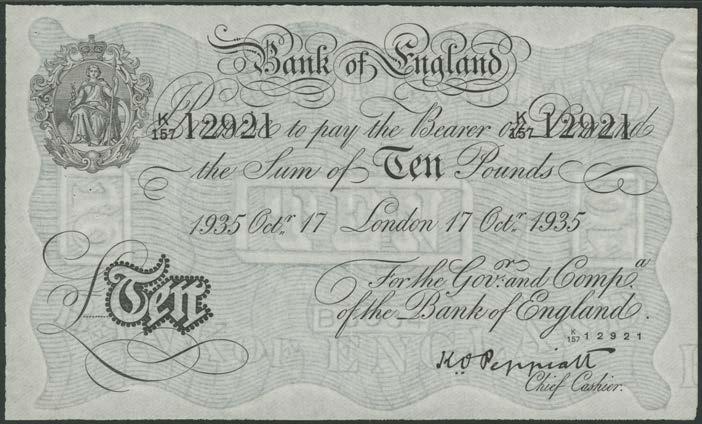 Bank of England
K/157 12921 K/157 12921
I Promise to pay the Bearer on Demand
the Sum of Ten Pounds
1935 Octr. 17 London 17 Octr. 1935
For the Govr. and Compa.
of the Bank of England.
£Ten
K/157 12921
K.O. Peppiatt
Chief Cashier.
TEN